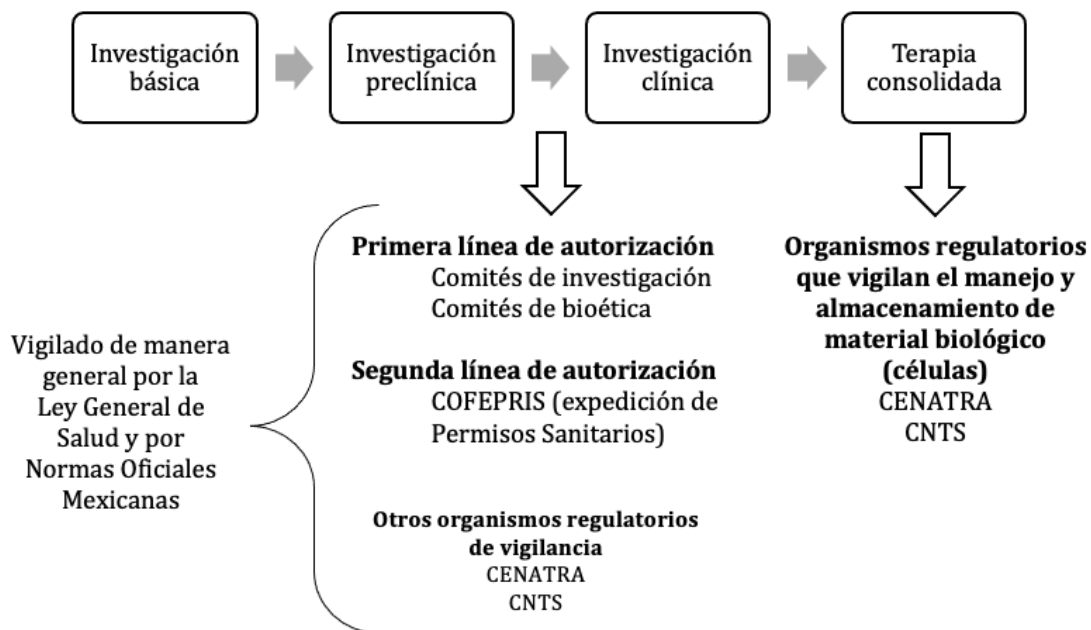 Investigación
básica
Investigación
preclínica
Investigación
clínica
Terapia
consolidada
Vigilado de manera
general por la
Ley General de
Salud y por
Normas Oficiales
Mexicanas
Primera línea de autorización
Comités de investigación
Comités de bioética
Segunda línea de autorización
COFEPRIS (expedición de
Permisos Sanitarios)
Otros organismos regulatorios
de vigilancia
CENATRA
CNTS
Organismos regulatorios
que vigilan el manejo y
almacenamiento de
material biológico
(células)
CENATRA
CNTS